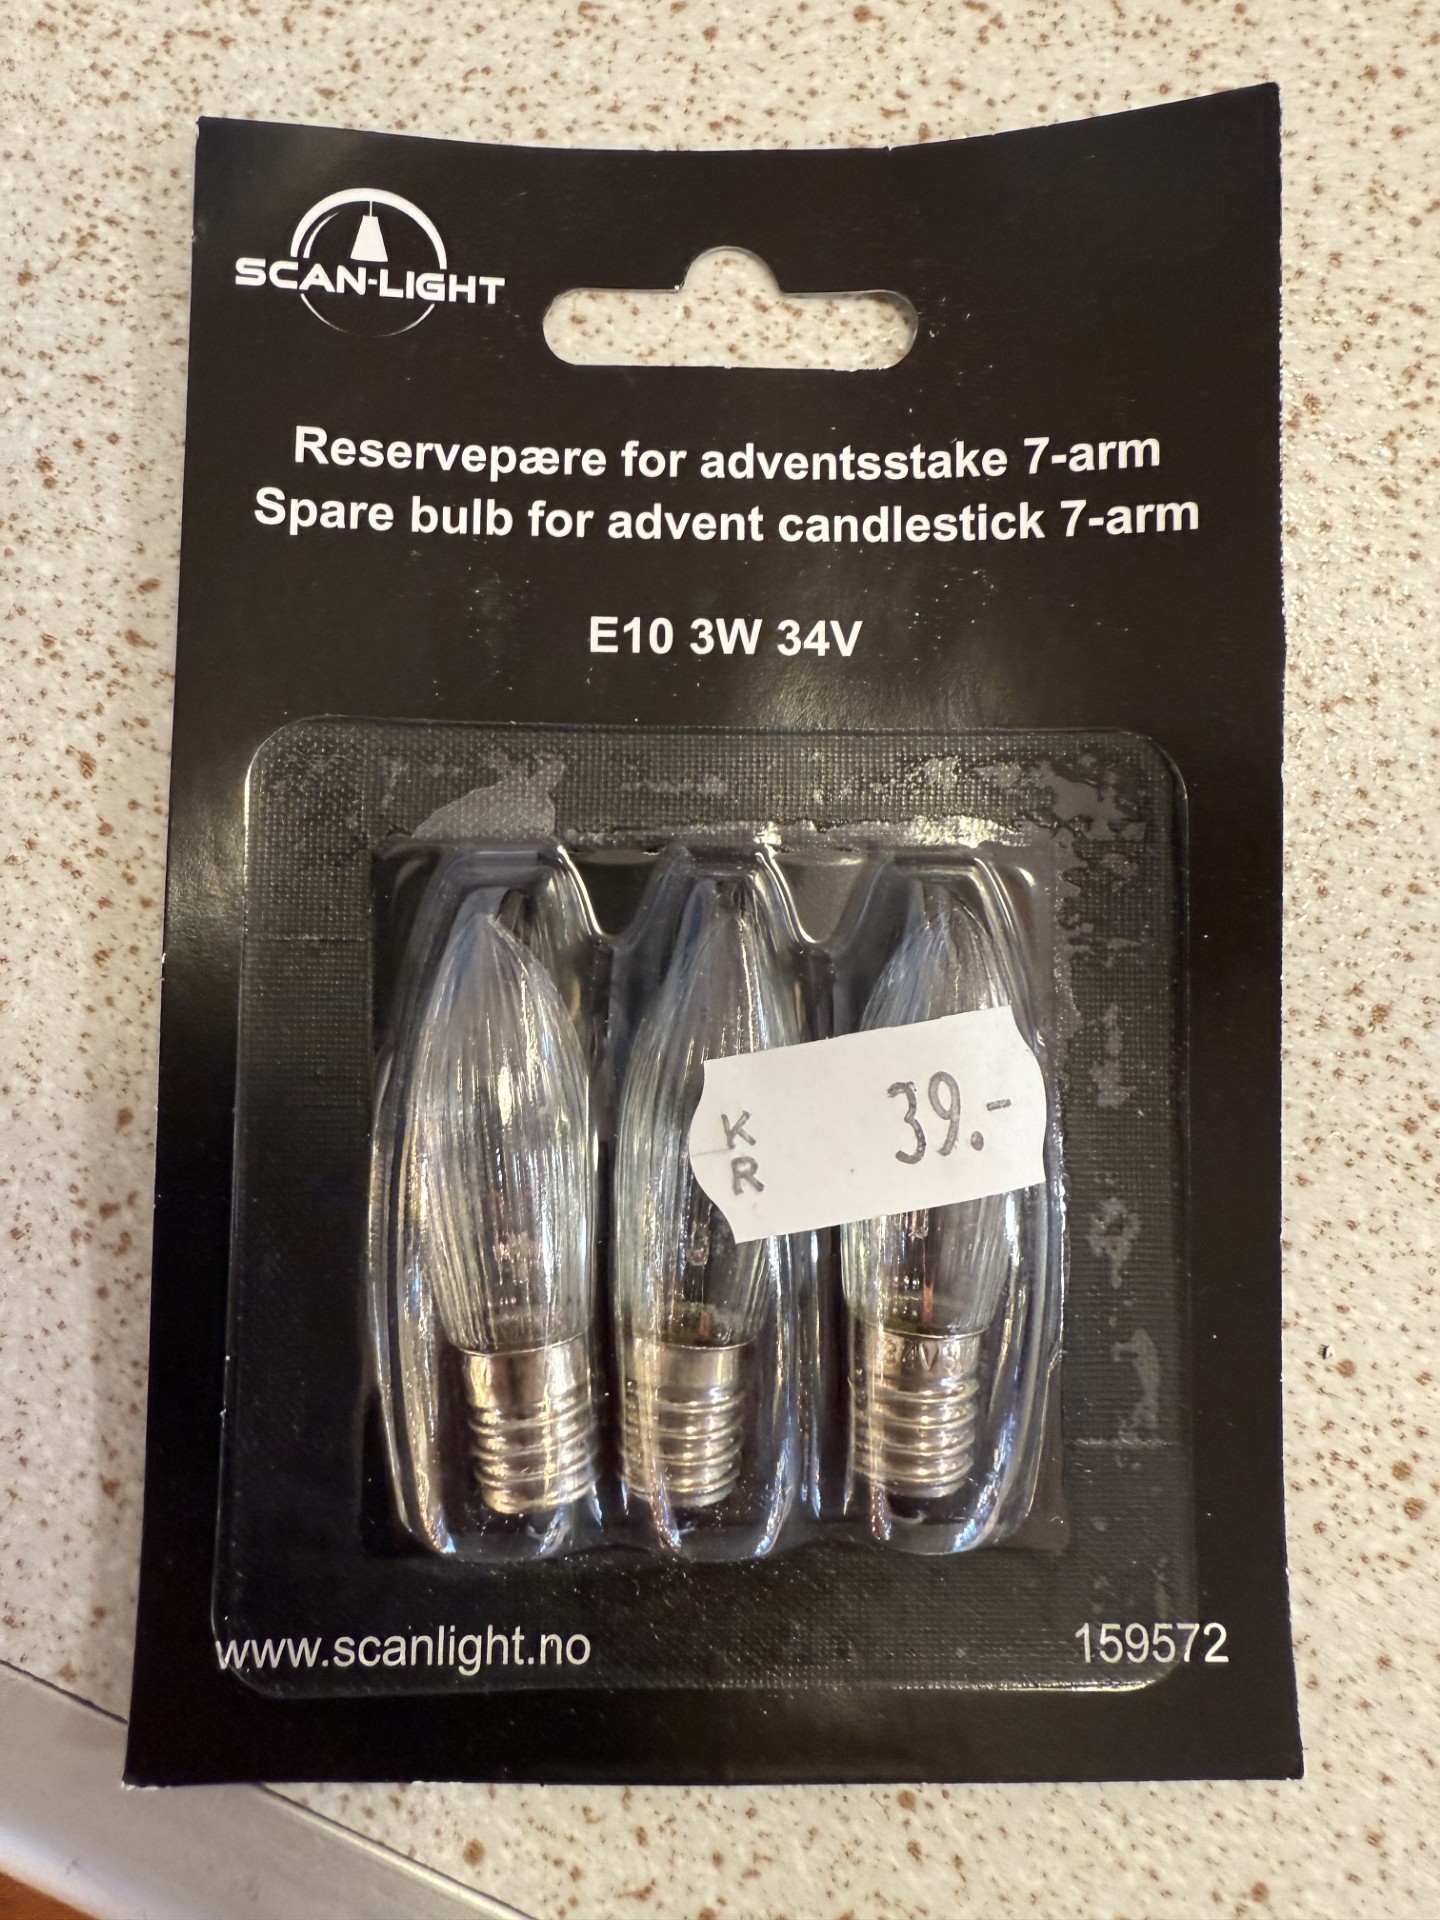 SCAN-LIGHT
Reservepære for adventsstake 7-arm
Spare bulb for advent candlestick 7-arm
E10 3W 34V
KR 39.-
www.scanlight.no
159572